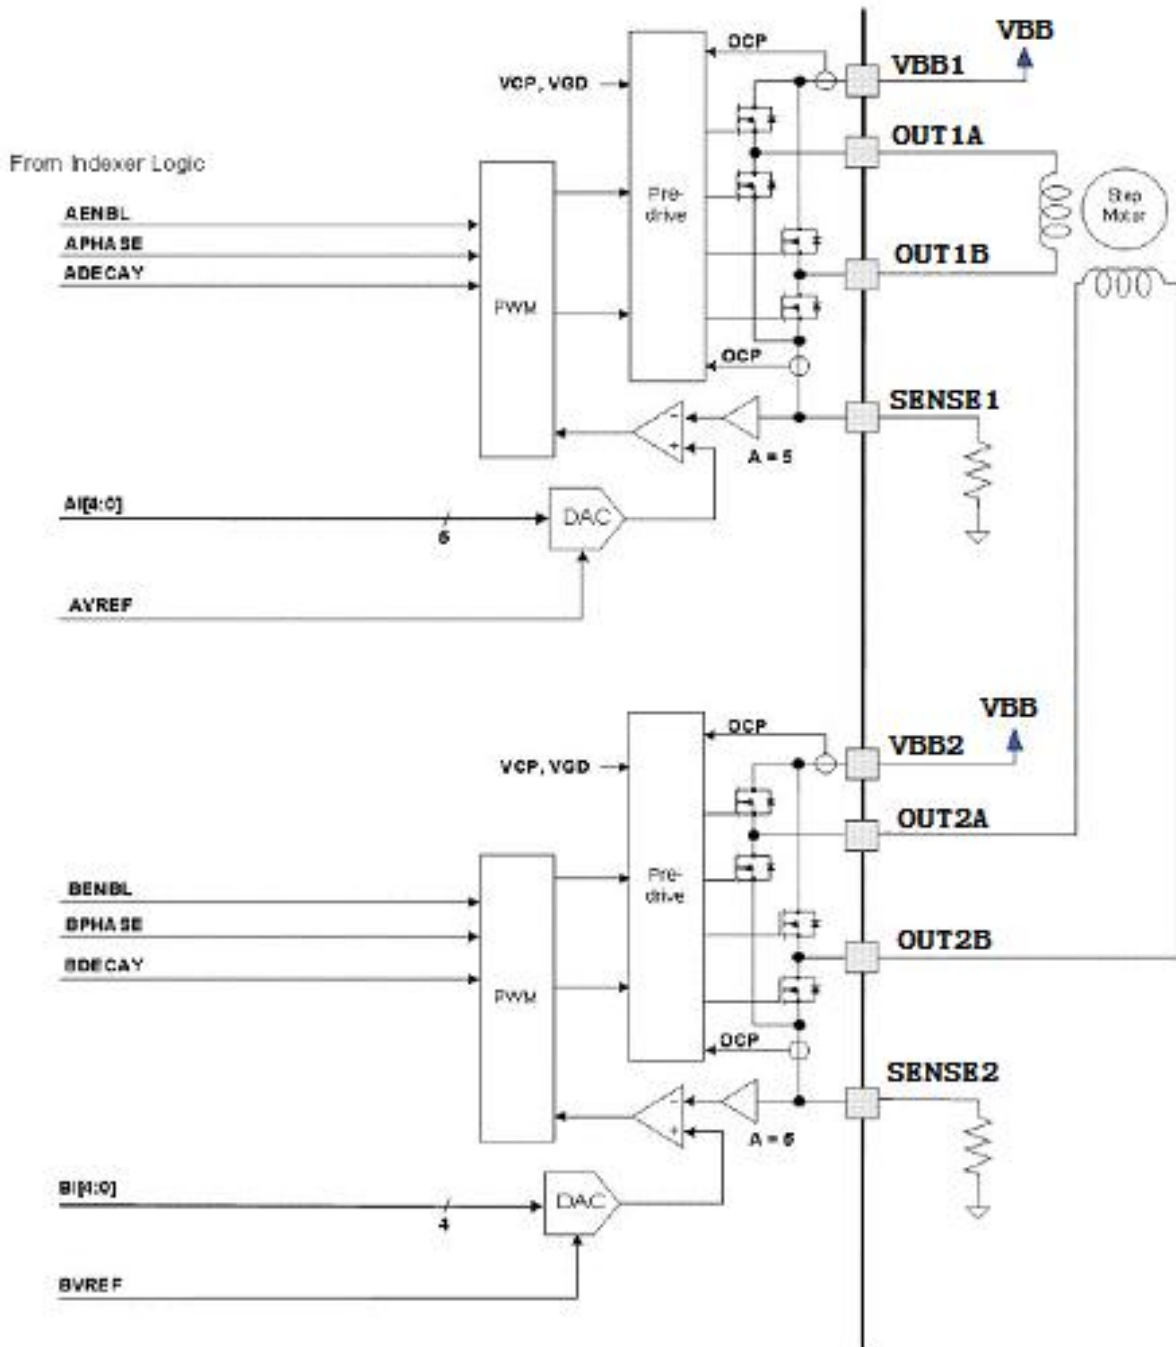 VBB
OCP
VBB1
VCP, VGD
OUT1A
From Indexer Logic
Step
Motor
Pre-
drive
AENBL
APHASE
OUT1B
ADECAY
PWM
OCP
SENSE1
-
+
A = 5
AI[4:0]
DAC
5
AVREF
VBB
OCP
VBB2
VCP, VGD
OUT2A
Pre-
drive
BENBL
BPHASE
OUT2B
BDECAY
PWM
OCP
SENSE2
-
+
A = 5
BI[4:0]
DAC
4
BVREF